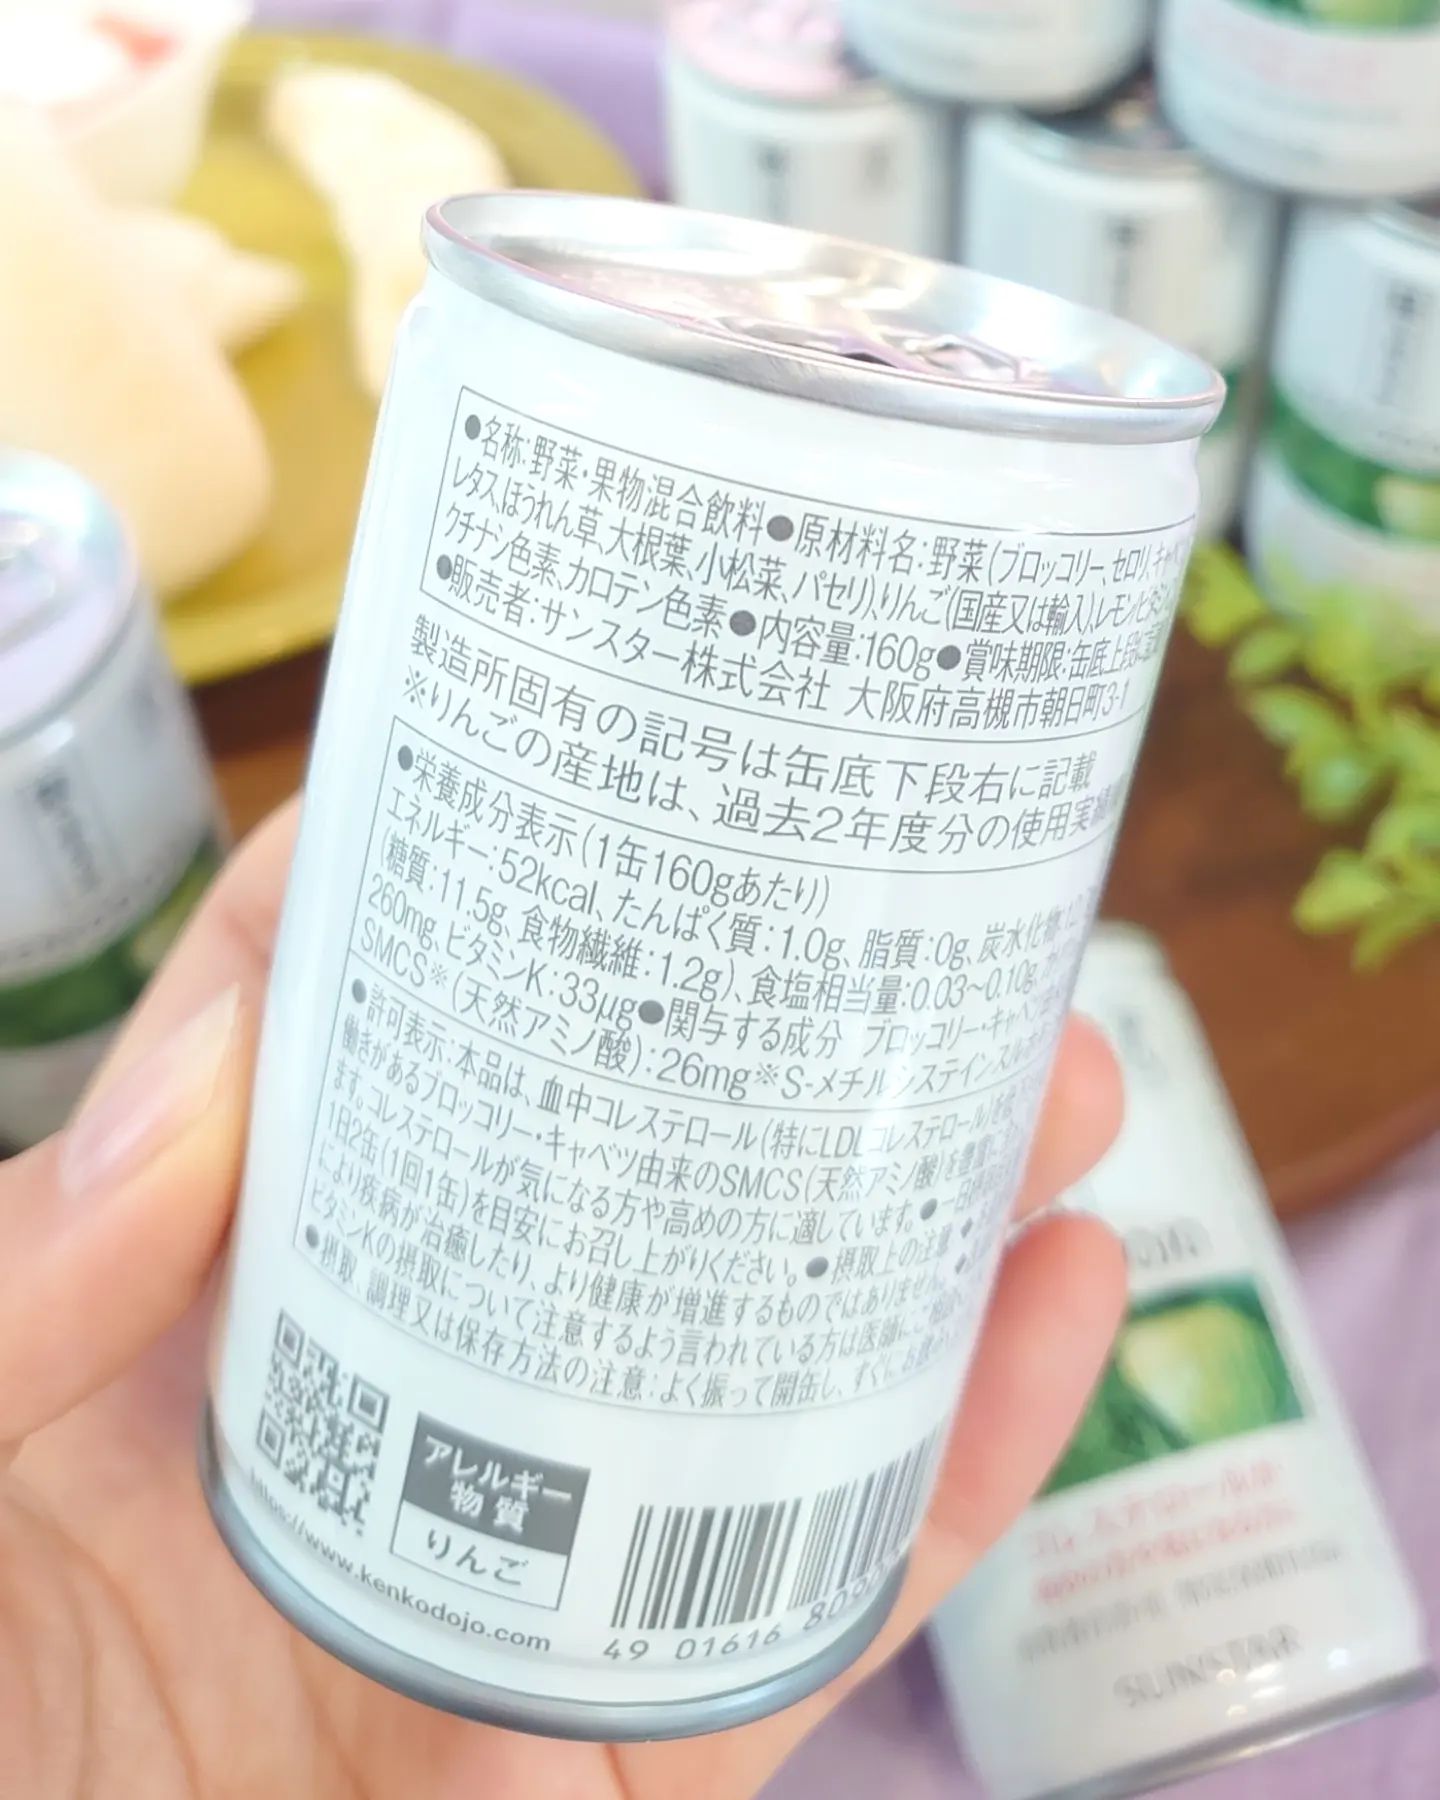 ●名称:野菜・果物混合飲料●原材料名:野菜(ブロッコリー、セロリ、キャベ
レタス、ほうれん草、大根葉、小松菜、パセリ)、りんご(国産又は輸入)、レモン
クチナシ色素、カロテン色素●内容量:160g●賞味期限:缶底上段に
●販売者:サンスター株式会社 大阪府高槻市朝日町3-1
製造所固有の記号は缶底下段右に記載
※りんごの産地は、過去2年度分の使用実績
●栄養成分表示(1缶160gあたり)
エネルギー:52kcal、たんぱく質:1.0g、脂質:0g、炭水化物:
(糖質:11.5g、食物繊維:1.2g)、食塩相当量:0.03~0.10g、
260mg、ビタミンK:33μg●関与する成分 ブロッコリー・キャベツ
SMCS※(天然アミノ酸):26mg※S-メチルシステインスルホ
●許可表示:本品は、血中コレステロール(特にLDLコレステロール)を
働きがあるブロッコリー・キャベツ由来のSMCS(天然アミノ酸)を豊富に
ます。コレステロールが気になる方や高めの方に適しています。●一日
1日2缶(1回1缶)を目安にお召し上がりください。●摂取上の注意
により疾病が治癒したり、より健康が増進するものではありません。
ビタミンKの摂取について注意するよう言われている方は医師に
●摂取、調理又は保存方法の注意:よく振って開缶し、すぐに
アレルギー
物質
りんご
https://www.kenkodojo.com
49 01616 809
SUNSTAR